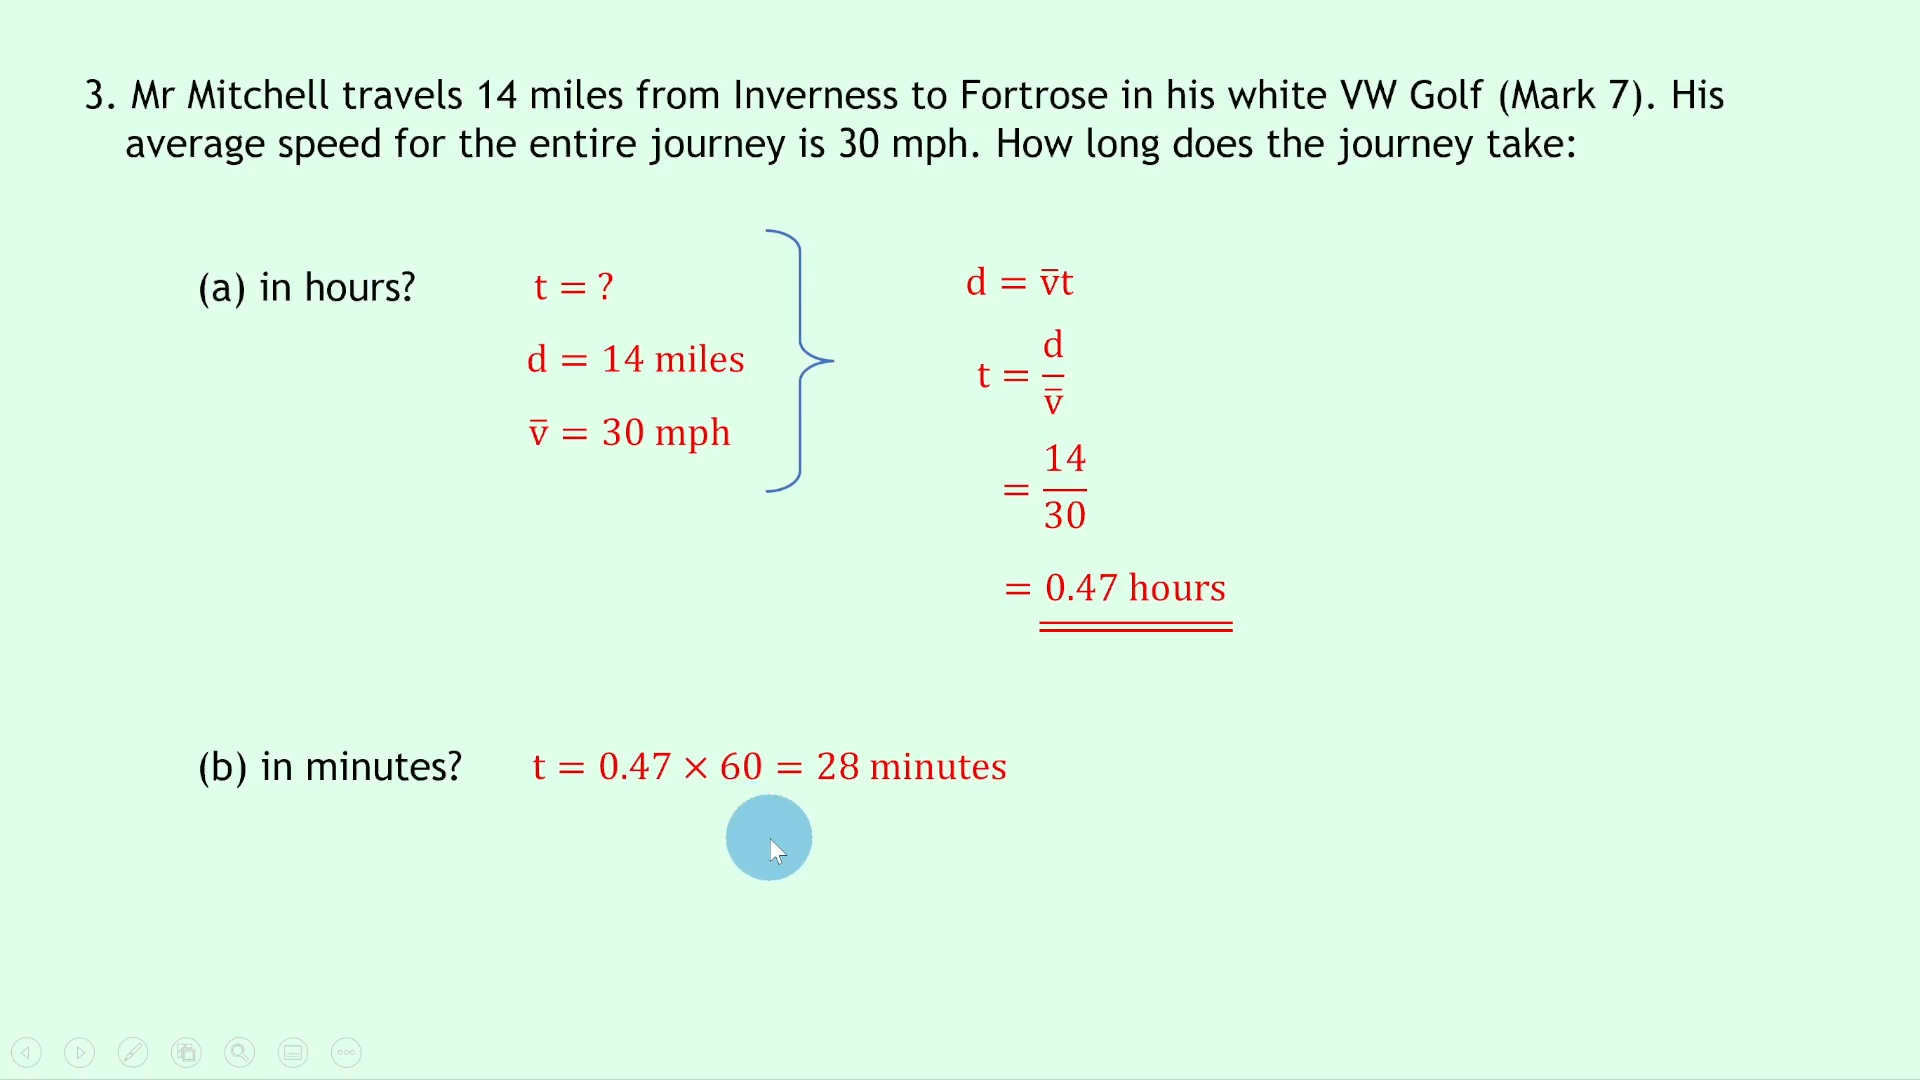 3. Mr Mitchell travels 14 miles from Inverness to Fortrose in his white VW Golf (Mark 7). His
average speed for the entire journey is 30 mph. How long does the journey take:
(a) in hours?
t = ?
d = 14 miles
v̅ = 30 mph
d = v̅t
t = d/v̅
= 14/30
= 0.47 hours
(b) in minutes?
t = 0.47 × 60 = 28 minutes